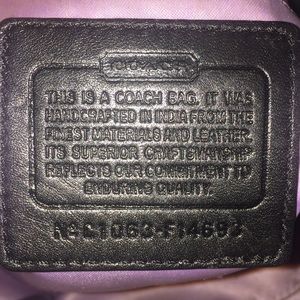 COACH
THIS IS A COACH BAG. IT WAS
HANDCRAFTED IN INDIA FROM THE
FINEST MATERIALS AND LEATHER.
ITS SUPERIOR CRAFTSMANSHIP
REFLECTS OUR COMMITMENT TO
ENDURING QUALITY.